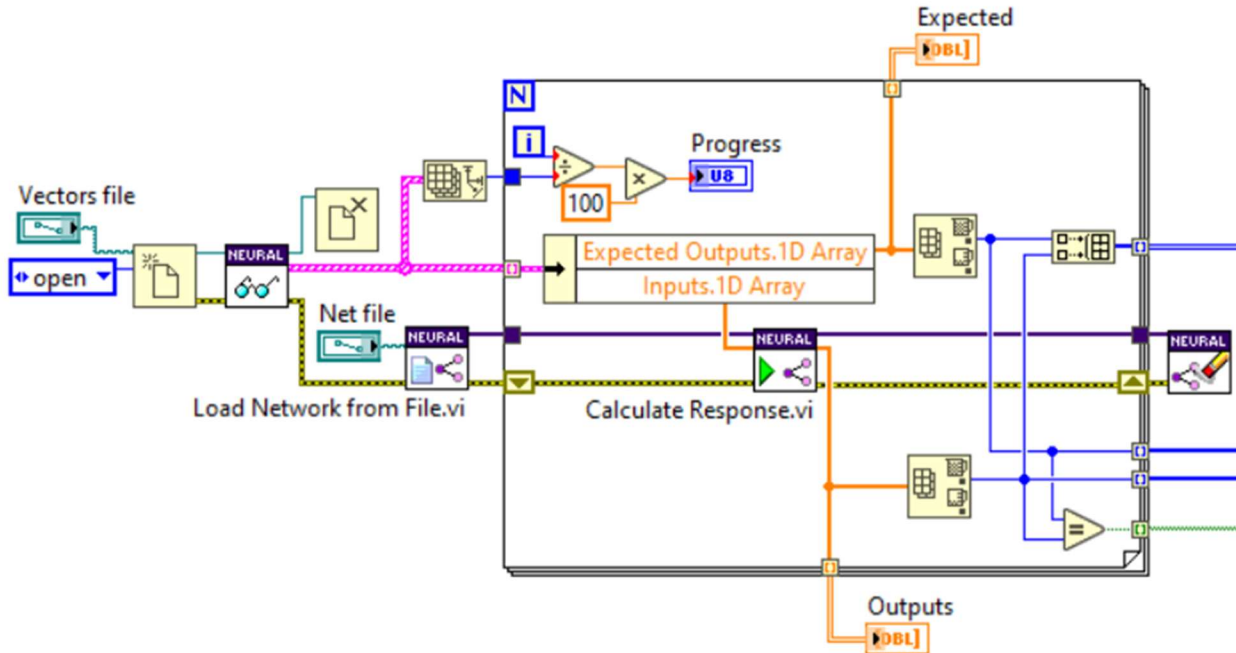 Expected
[DBL]
N
i
Progress
U8
100
Vectors file
NEURAL
open
Expected Outputs.1D Array
Inputs.1D Array
Net file
NEURAL
NEURAL
NEURAL
Load Network from File.vi
Calculate Response.vi
Outputs
[DBL]